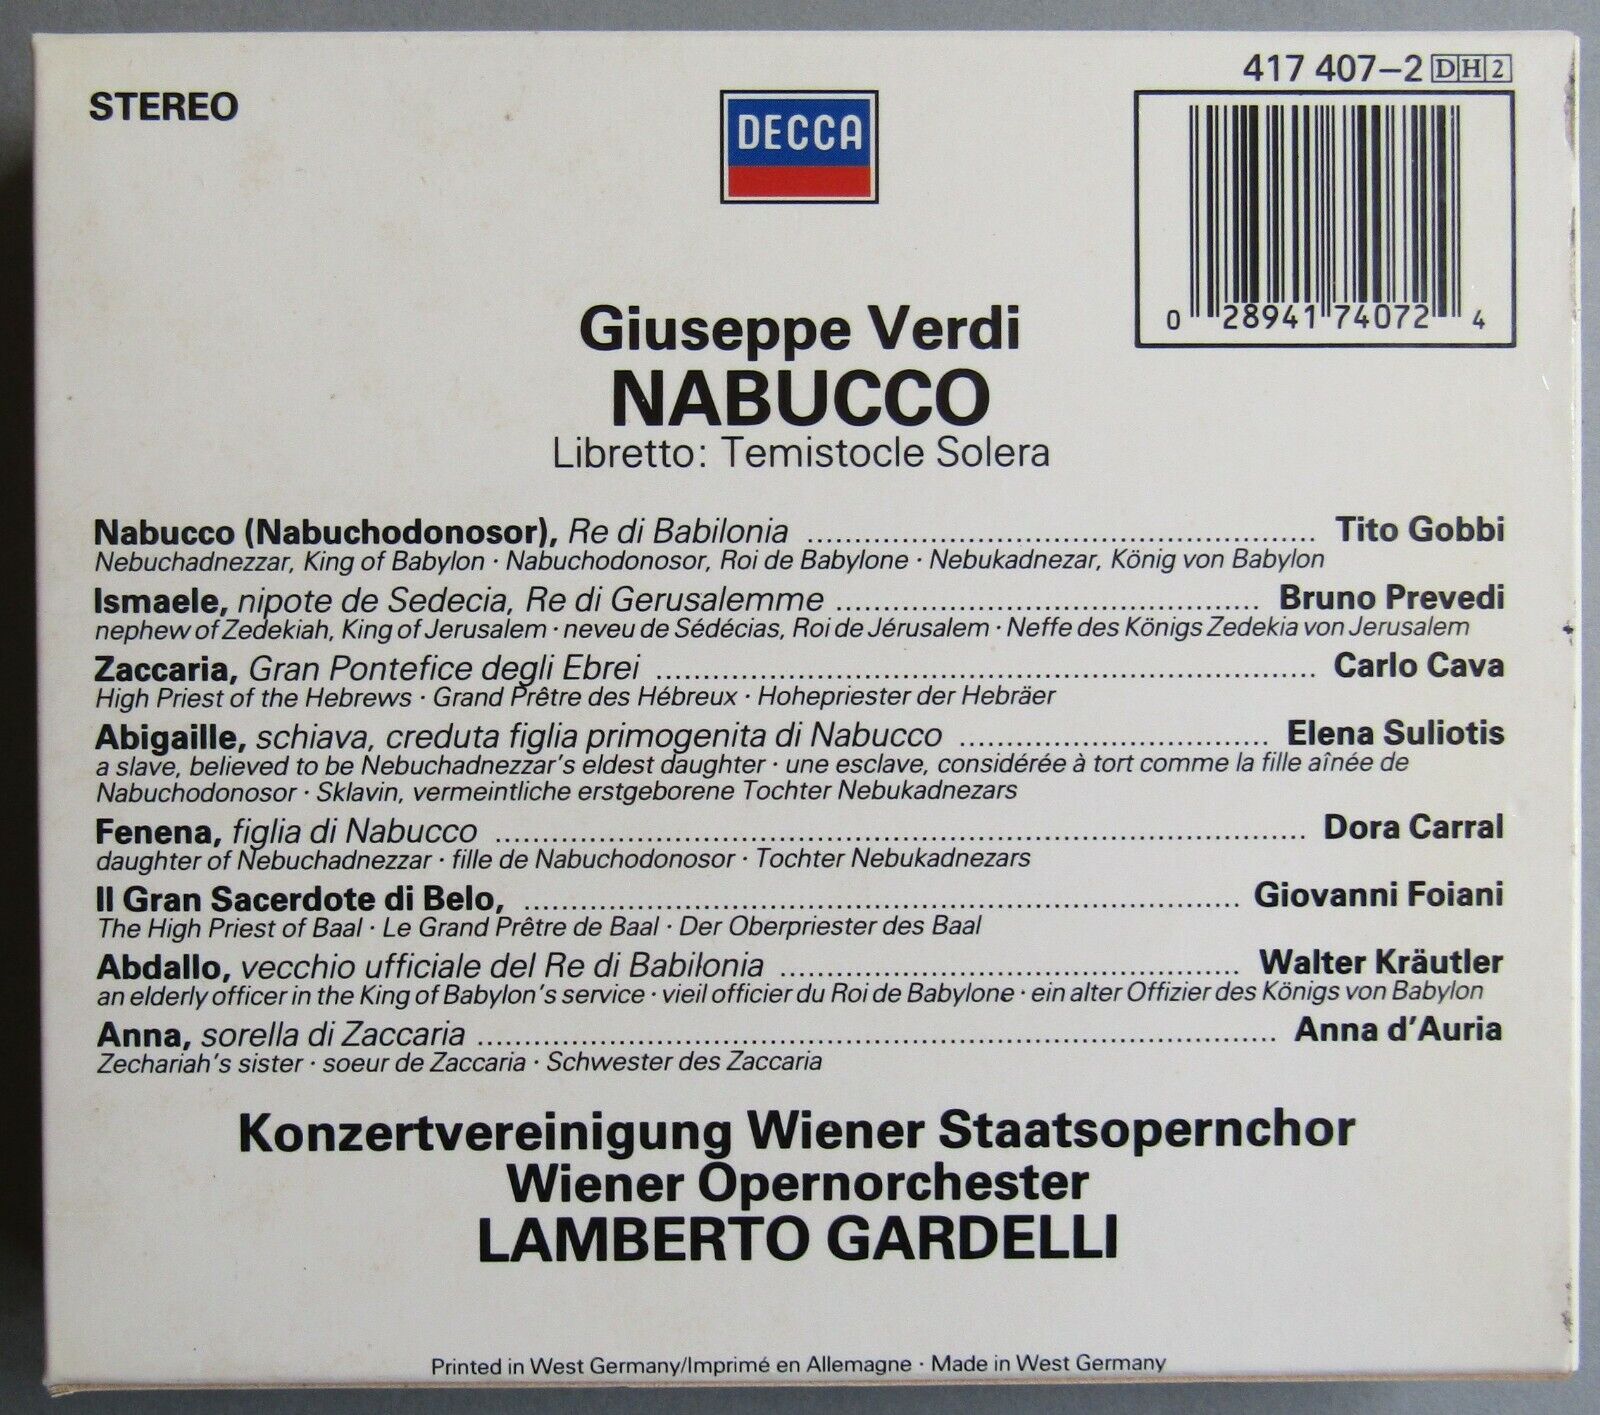 417 407–2 DH2
STEREO
DECCA
0 28941 74072 4
Giuseppe Verdi
NABUCCO
Libretto: Temistocle Solera
Nabucco (Nabuchodonosor), Re di Babilonia ........ Tito Gobbi
Nebuchadnezzar, King of Babylon · Nabuchodonosor, Roi de Babylone · Nebukadnezar, König von Babylon
Ismaele, nipote de Sedecia, Re di Gerusalemme ........ Bruno Prevedi
nephew of Zedekiah, King of Jerusalem · neveu de Sédécias, Roi de Jérusalem · Neffe des Königs Zedekia von Jerusalem
Zaccaria, Gran Pontefice degli Ebrei ........ Carlo Cava
High Priest of the Hebrews · Grand Prêtre des Hébreux · Hohepriester der Hebräer
Abigaille, schiava, creduta figlia primogenita di Nabucco ........ Elena Suliotis
a slave, believed to be Nebuchadnezzar's eldest daughter · une esclave, considérée à tort comme la fille aînée de
Nabuchodonosor · Sklavin, vermeintliche erstgeborene Tochter Nebukadnezars
Fenena, figlia di Nabucco ........ Dora Carral
daughter of Nebuchadnezzar · fille de Nabuchodonosor · Tochter Nebukadnezars
Il Gran Sacerdote di Belo, ........ Giovanni Foiani
The High Priest of Baal · Le Grand Prêtre de Baal · Der Oberpriester des Baal
Abdallo, vecchio ufficiale del Re di Babilonia ........ Walter Kräutler
an elderly officer in the King of Babylon's service · vieil officier du Roi de Babylone · ein alter Offizier des Königs von Babylon
Anna, sorella di Zaccaria ........ Anna d'Auria
Zechariah's sister · soeur de Zaccaria · Schwester des Zaccaria
Konzertvereinigung Wiener Staatsopernchor
Wiener Opernorchester
LAMBERTO GARDELLI
Printed in West Germany/Imprimé en Allemagne · Made in West Germany